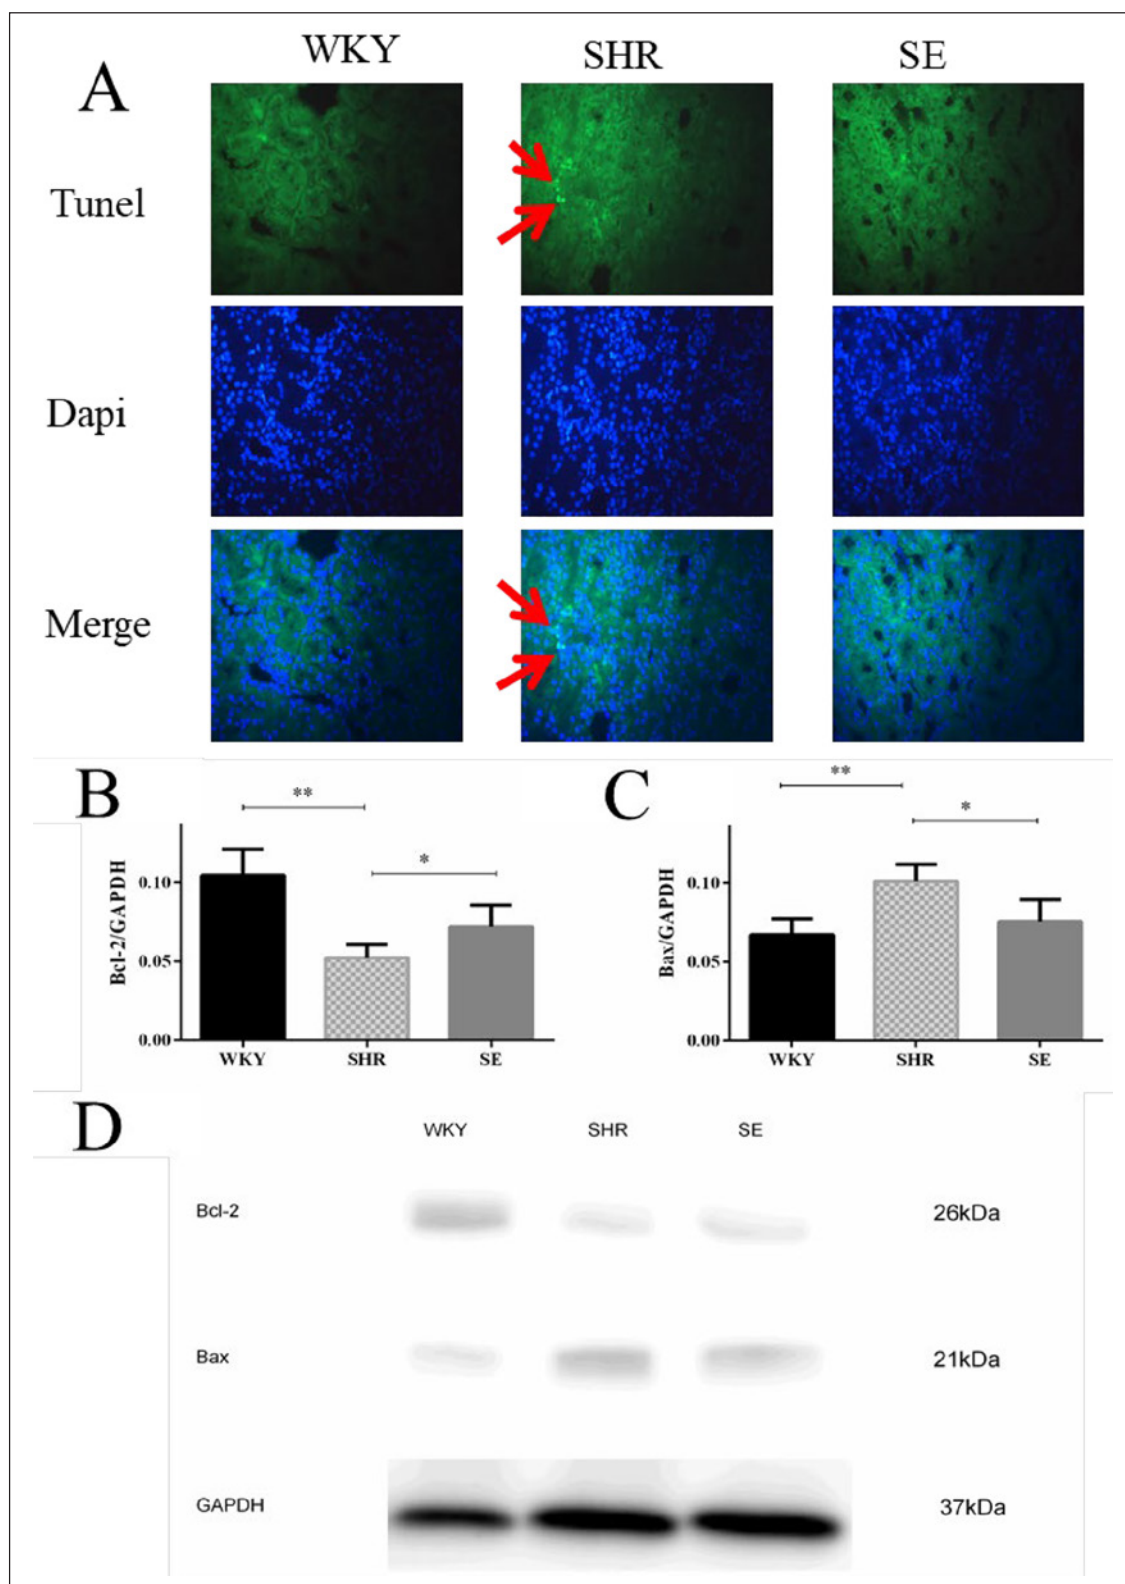 WKY SHR SE
A
Tunel
Dapi
Merge
B
**
*
Bcl-2/GAPDH
0.10
0.05
0.00
WKY SHR SE
C
**
*
Bax/GAPDH
0.10
0.05
0.00
WKY SHR SE
D
WKY SHR SE
Bcl-2 26kDa
Bax 21kDa
GAPDH 37kDa